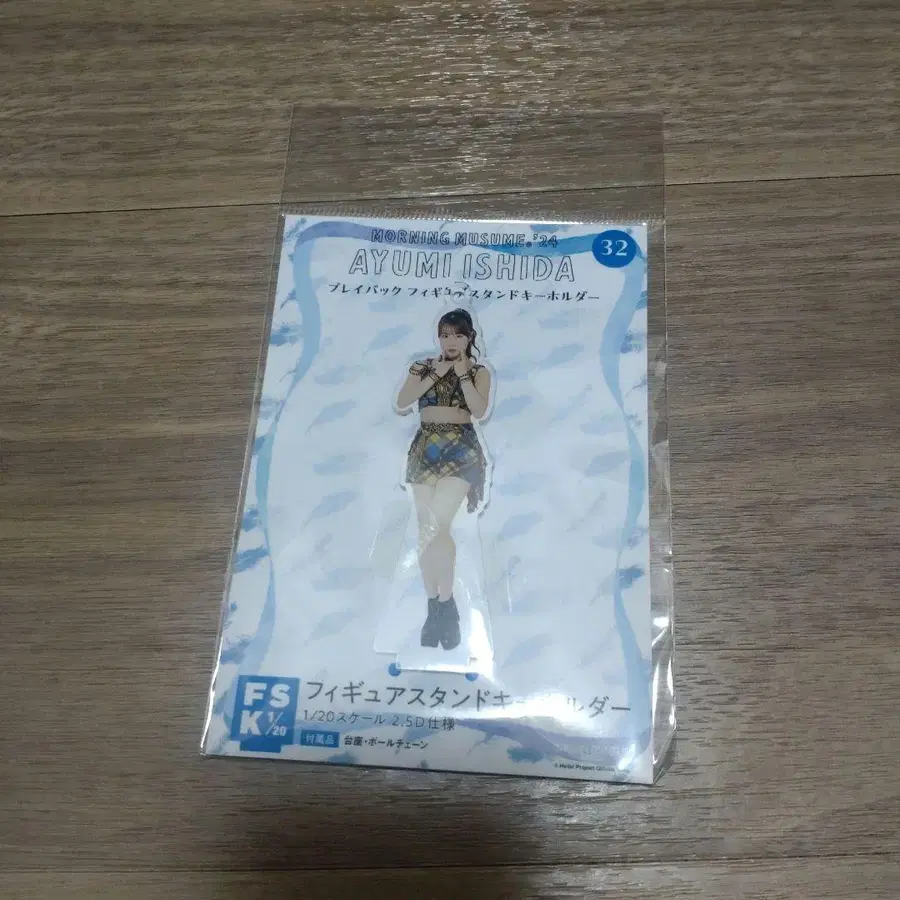 MORNING MUSUME。'24
32
AYUMI ISHIDA
プレイバック フィギュアスタンドキーホルダー
FS
K 1/20
フィギュアスタンドキーホルダー
1/20スケール 2.5D仕様
付属品 台座・ボールチェーン
© Hello! Project